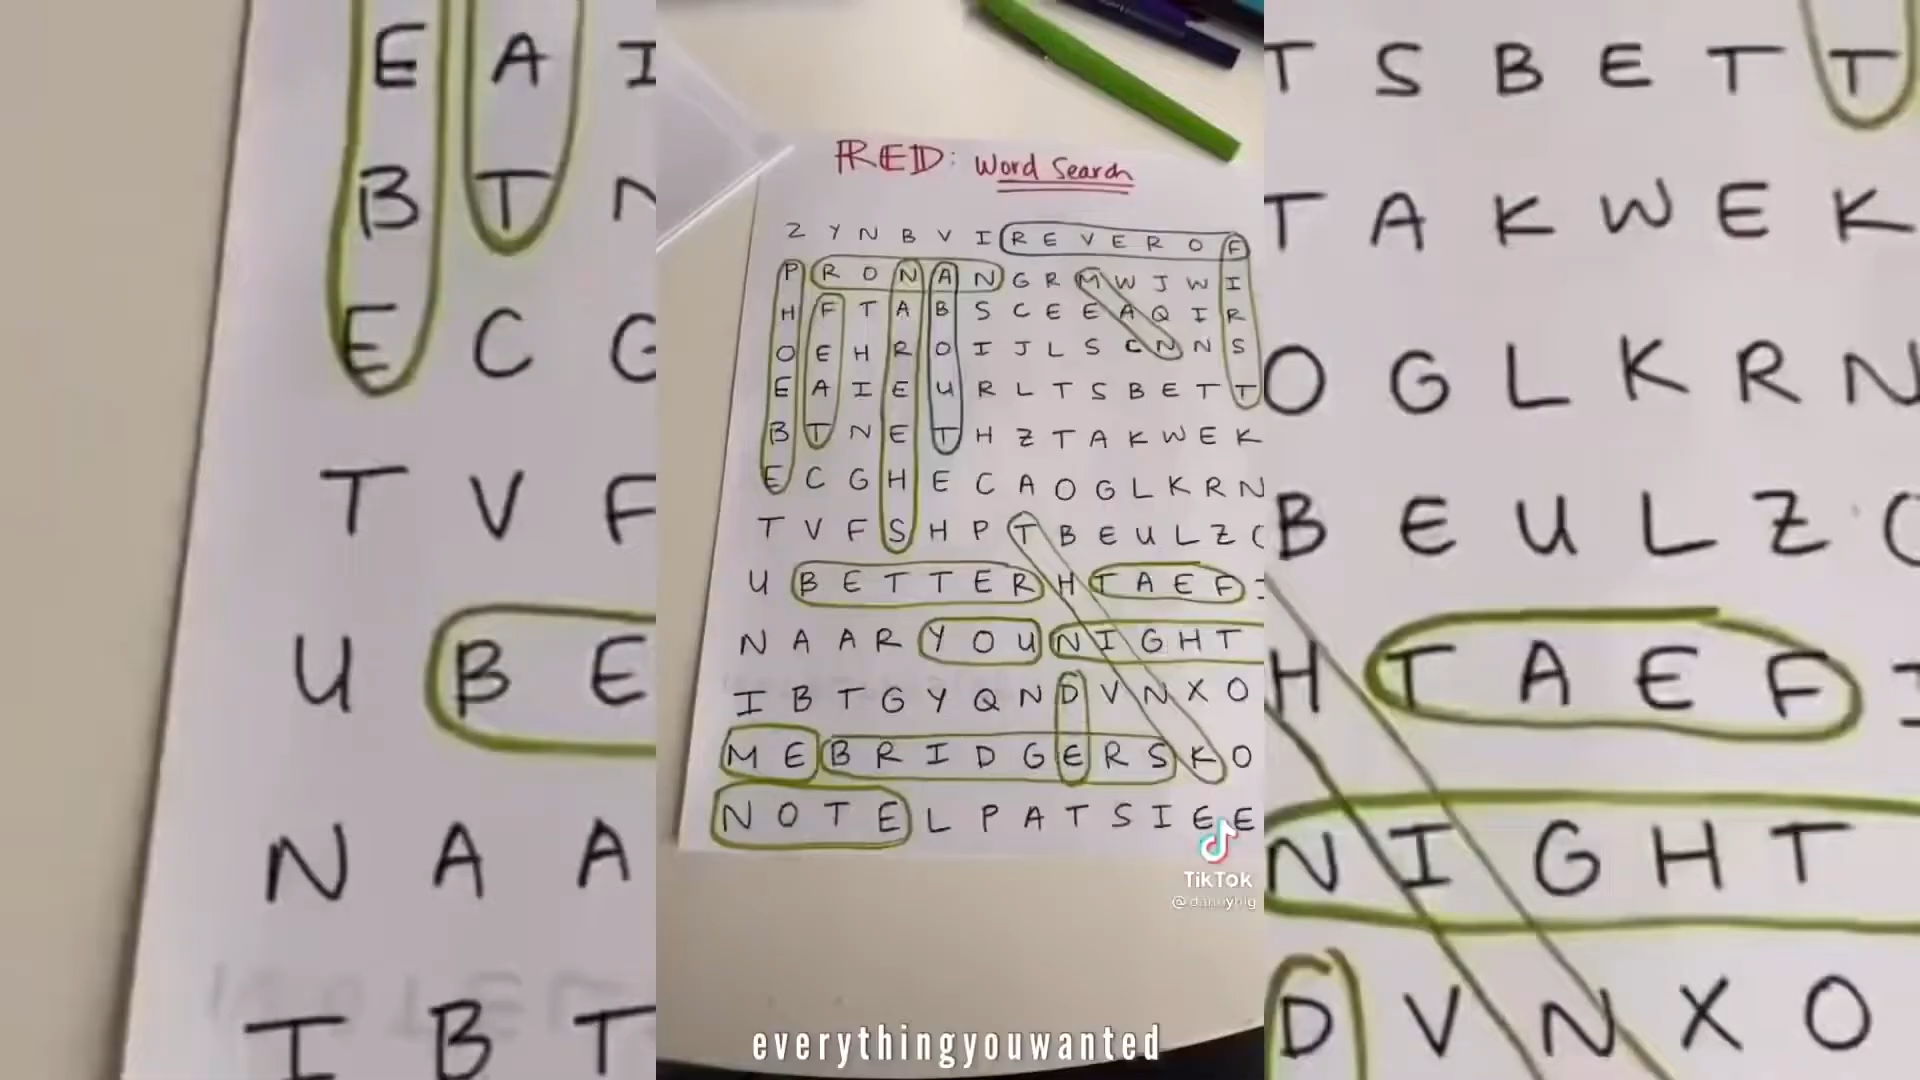 RED: Word Search
Z Y N B V I R E V E R O F
P R O N A N G R M W J W I
H F T A B S C E E A Q I R
O E H R O I J L S C N N S
E A I E U R L T S B E T T
B T N E T H Z T A K W E K
E C G H E C A O G L K R N
T V F S H P T B E U L Z
U B E T T E R H T A E F
N A A R Y O U N I G H T
I B T G Y Q N D V N X O
M E B R I D G E R S K O
N O T E L P A T S I E E
TikTok
everythingyouwanted